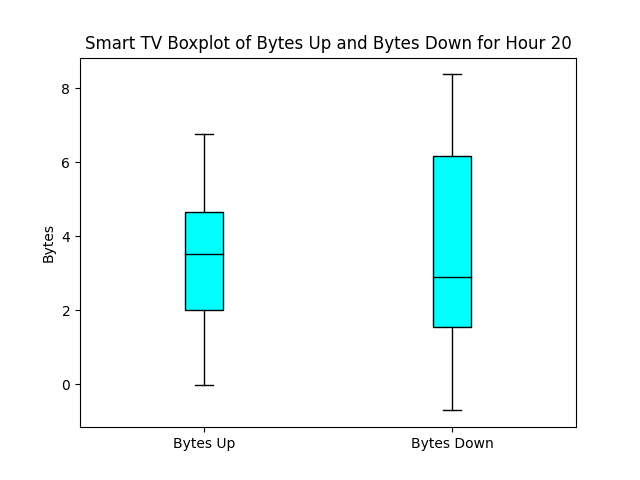 Smart TV Boxplot of Bytes Up and Bytes Down for Hour 20
8
6
4
2
0
Bytes
Bytes Up
Bytes Down